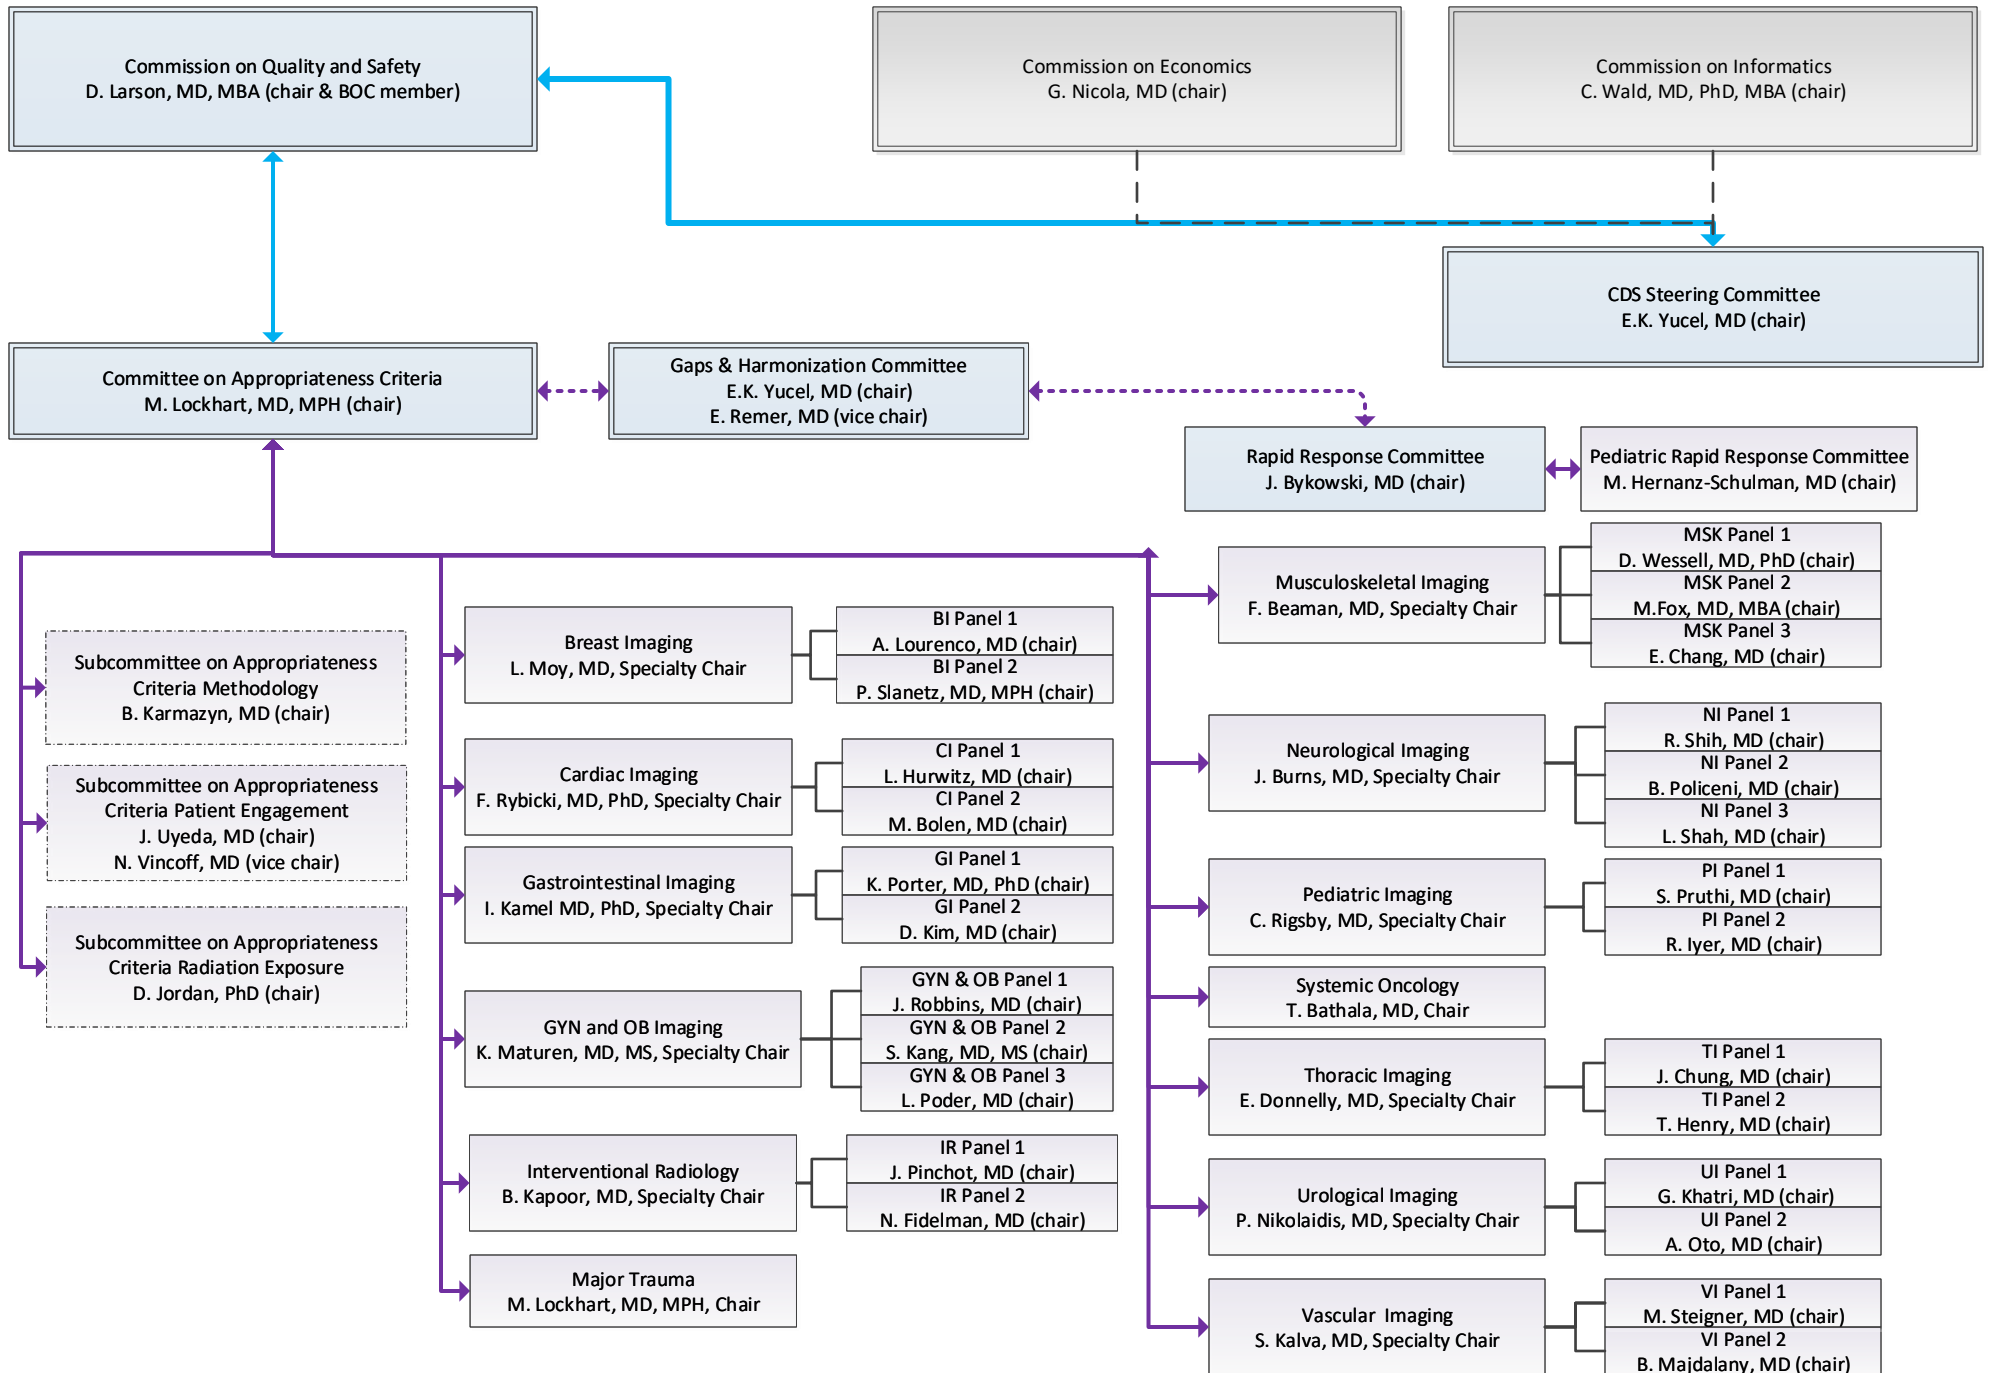 Commission on Quality and Safety
D. Larson, MD, MBA (chair & BOC member)
Commission on Economics
G. Nicola, MD (chair)
Commission on Informatics
C. Wald, MD, PhD, MBA (chair)
CDS Steering Committee
E.K. Yucel, MD (chair)
Committee on Appropriateness Criteria
M. Lockhart, MD, MPH (chair)
Gaps & Harmonization Committee
E.K. Yucel, MD (chair)
E. Remer, MD (vice chair)
Rapid Response Committee
J. Bykowski, MD (chair)
Pediatric Rapid Response Committee
M. Hernanz-Schulman, MD (chair)
Subcommittee on Appropriateness
Criteria Methodology
B. Karmazyn, MD (chair)
Subcommittee on Appropriateness
Criteria Patient Engagement
J. Uyeda, MD (chair)
N. Vincoff, MD (vice chair)
Subcommittee on Appropriateness
Criteria Radiation Exposure
D. Jordan, PhD (chair)
Breast Imaging
L. Moy, MD, Specialty Chair
BI Panel 1
A. Lourenco, MD (chair)
BI Panel 2
P. Slanetz, MD, MPH (chair)
Cardiac Imaging
F. Rybicki, MD, PhD, Specialty Chair
CI Panel 1
L. Hurwitz, MD (chair)
CI Panel 2
M. Bolen, MD (chair)
Gastrointestinal Imaging
I. Kamel MD, PhD, Specialty Chair
GI Panel 1
K. Porter, MD, PhD (chair)
GI Panel 2
D. Kim, MD (chair)
GYN and OB Imaging
K. Maturen, MD, MS, Specialty Chair
GYN & OB Panel 1
J. Robbins, MD (chair)
GYN & OB Panel 2
S. Kang, MD, MS (chair)
GYN & OB Panel 3
L. Poder, MD (chair)
Interventional Radiology
B. Kapoor, MD, Specialty Chair
IR Panel 1
J. Pinchot, MD (chair)
IR Panel 2
N. Fidelman, MD (chair)
Major Trauma
M. Lockhart, MD, MPH, Chair
Musculoskeletal Imaging
F. Beaman, MD, Specialty Chair
MSK Panel 1
D. Wessell, MD, PhD (chair)
MSK Panel 2
M.Fox, MD, MBA (chair)
MSK Panel 3
E. Chang, MD (chair)
Neurological Imaging
J. Burns, MD, Specialty Chair
NI Panel 1
R. Shih, MD (chair)
NI Panel 2
B. Policeni, MD (chair)
NI Panel 3
L. Shah, MD (chair)
Pediatric Imaging
C. Rigsby, MD, Specialty Chair
PI Panel 1
S. Pruthi, MD (chair)
PI Panel 2
R. Iyer, MD (chair)
Systemic Oncology
T. Bathala, MD, Chair
Thoracic Imaging
E. Donnelly, MD, Specialty Chair
TI Panel 1
J. Chung, MD (chair)
TI Panel 2
T. Henry, MD (chair)
Urological Imaging
P. Nikolaidis, MD, Specialty Chair
UI Panel 1
G. Khatri, MD (chair)
UI Panel 2
A. Oto, MD (chair)
Vascular Imaging
S. Kalva, MD, Specialty Chair
VI Panel 1
M. Steigner, MD (chair)
VI Panel 2
B. Majdalany, MD (chair)